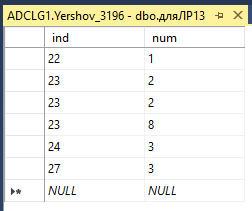 ADCLG1.Yershov_3196 - dbo.дляЛР13
ind num
22 1
23 2
23 2
23 8
24 3
27 3
NULL NULL